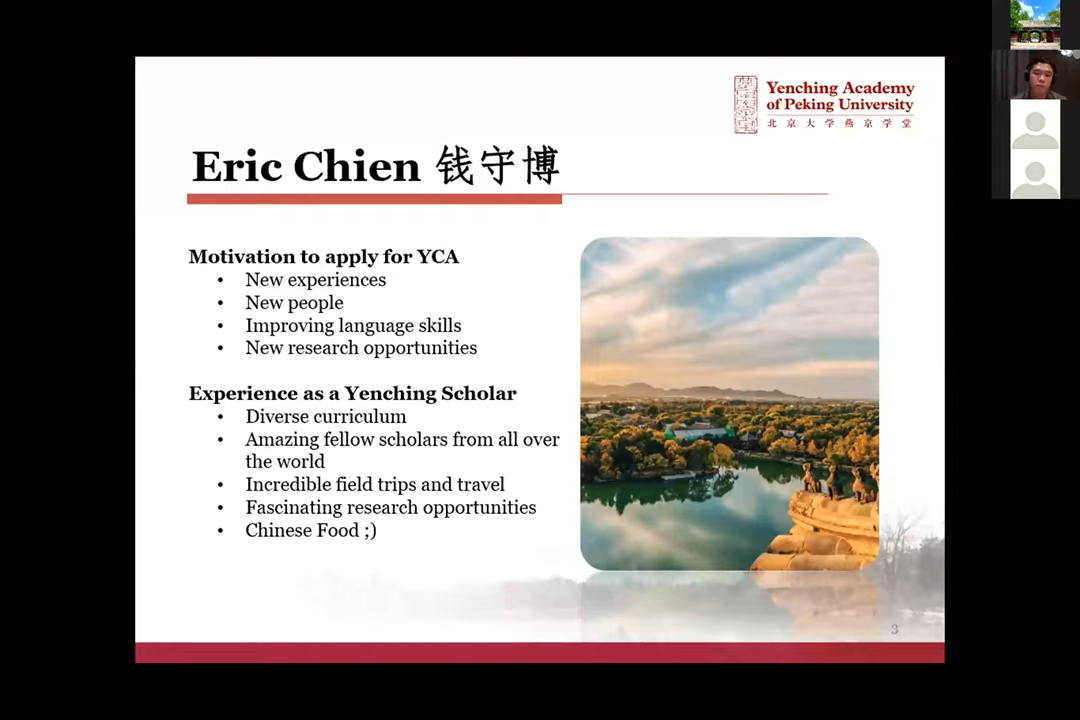 Yenching Academy
of Peking University
北京大学燕京学堂
Eric Chien 钱守博
Motivation to apply for YCA
• New experiences
• New people
• Improving language skills
• New research opportunities
Experience as a Yenching Scholar
• Diverse curriculum
• Amazing fellow scholars from all over
the world
• Incredible field trips and travel
• Fascinating research opportunities
• Chinese Food ;)
3